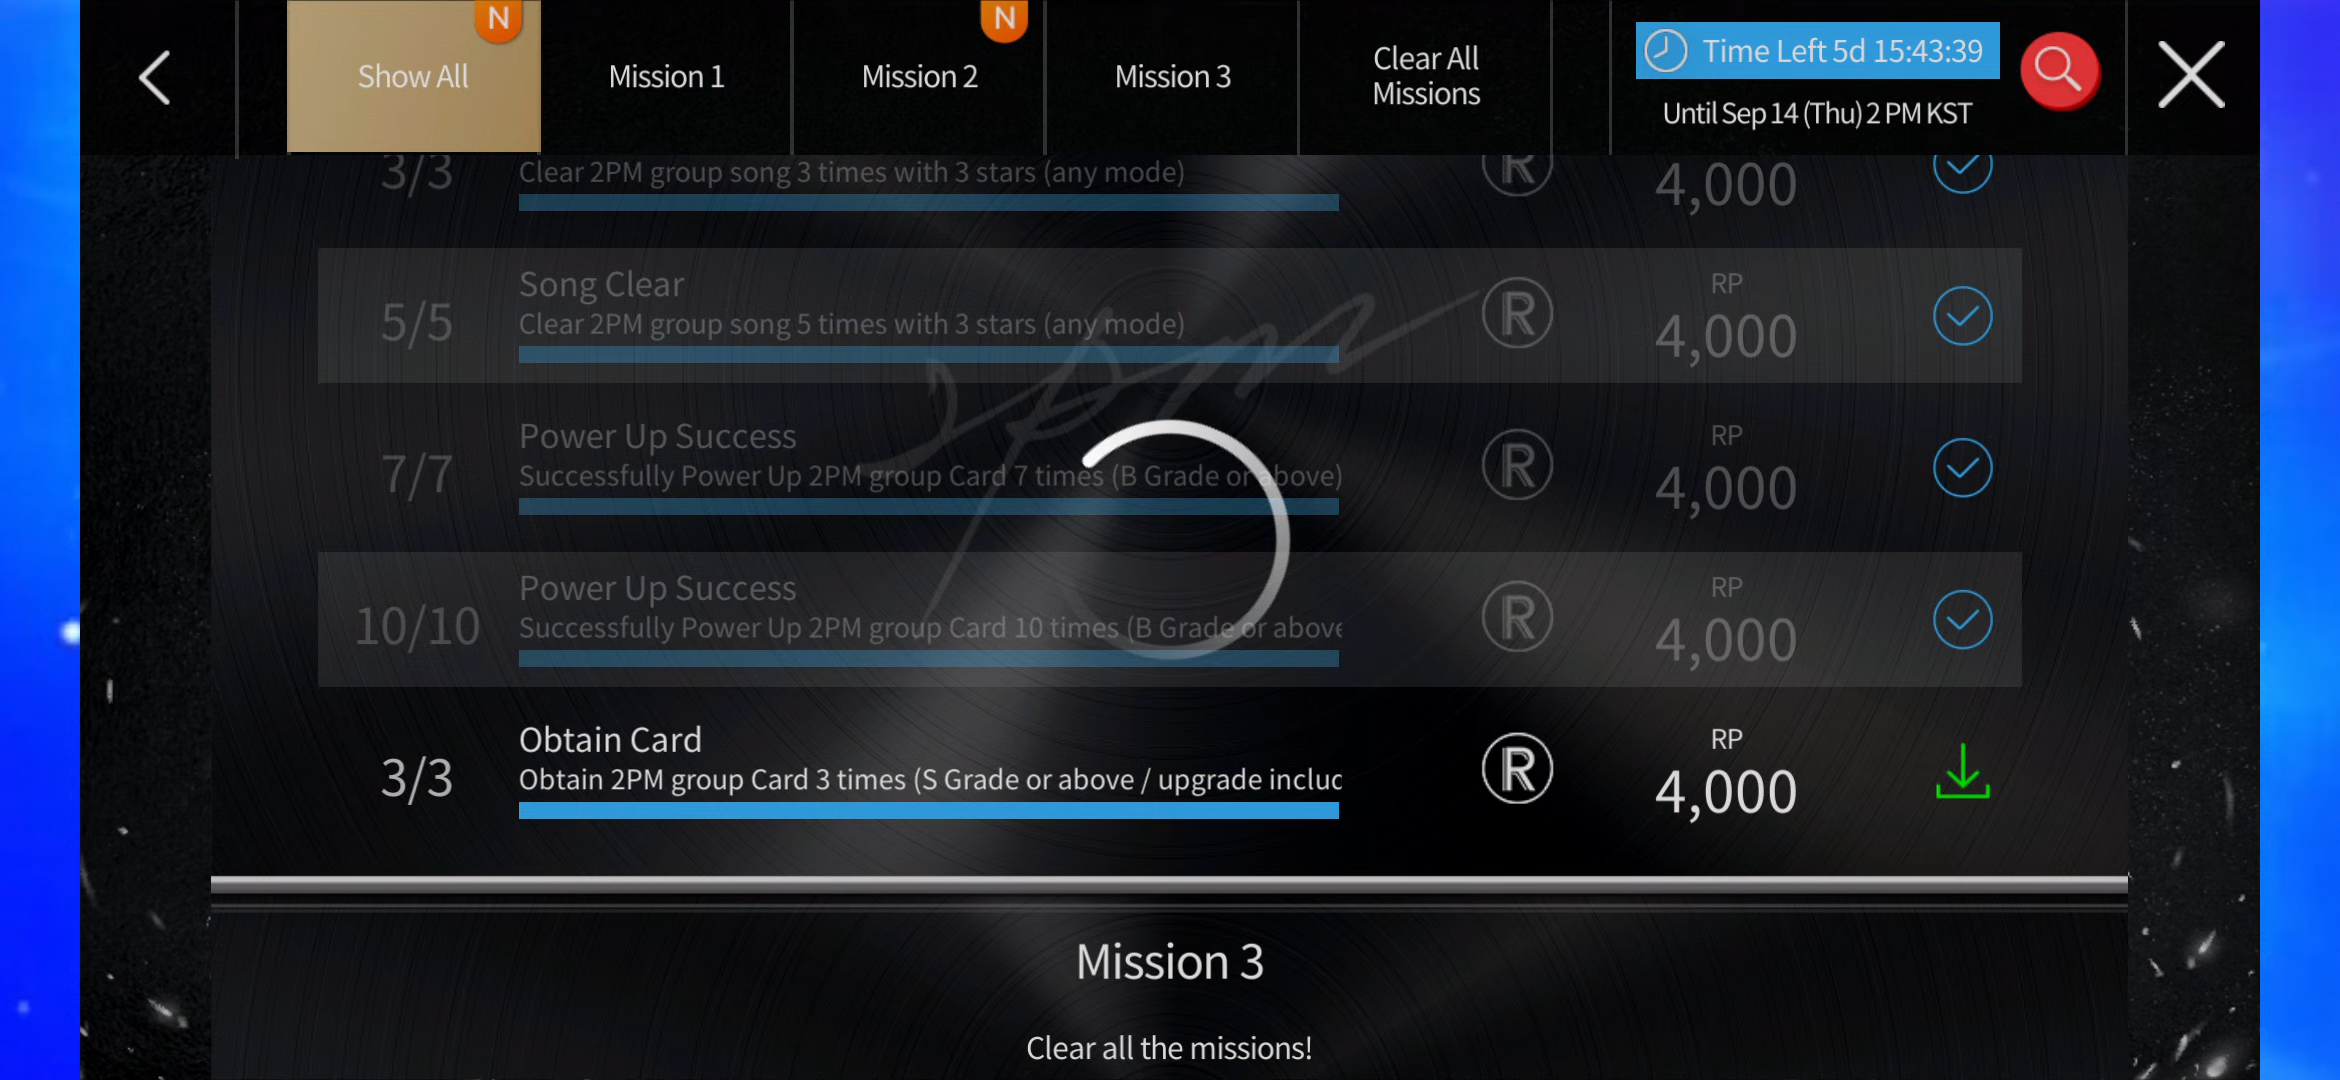 Show All
N
Mission 1
Mission 2
N
Mission 3
Clear All
Missions
Time Left 5d 15:43:39
Until Sep 14 (Thu) 2 PM KST
3/3
Clear 2PM group song 3 times with 3 stars (any mode)
R
4,000
5/5
Song Clear
Clear 2PM group song 5 times with 3 stars (any mode)
R
RP
4,000
7/7
Power Up Success
Successfully Power Up 2PM group Card 7 times (B Grade or above)
R
RP
4,000
10/10
Power Up Success
Successfully Power Up 2PM group Card 10 times (B Grade or above
R
RP
4,000
3/3
Obtain Card
Obtain 2PM group Card 3 times (S Grade or above / upgrade includ
R
RP
4,000
2pm
Mission 3
Clear all the missions!